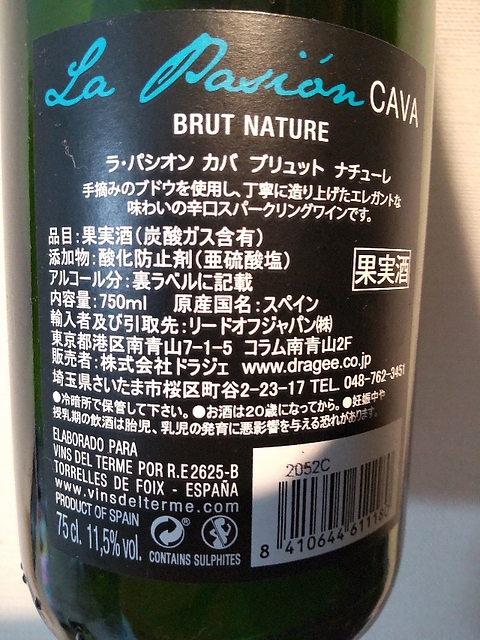 La Pasión CAVA
BRUT NATURE
ラ・パシオン カバ ブリュット ナチューレ
手摘みのブドウを使用し、丁寧に造り上げたエレガントな
味わいの辛口スパークリングワインです。
品目：果実酒（炭酸ガス含有）
添加物：酸化防止剤（亜硫酸塩）
果実酒
アルコール分：裏ラベルに記載
内容量：750ml 原産国名：スペイン
輸入者及び引取先：リードオフジャパン㈱
東京都港区南青山7-1-5 コラム南青山2F
販売者：株式会社ドラジェ www.dragee.co.jp
埼玉県さいたま市桜区町谷2-23-17 TEL 048-762-3451
●冷暗所で保管して下さい。●お酒は20歳になってから。●妊娠中や
授乳期の飲酒は胎児、乳児の発育に悪影響を与える恐れがあります。
ELABORADO PARA
VINS DEL TERME POR R.E 2625-B
TORRELLES DE FOIX - ESPAÑA
www.vinsdelterme.com
PRODUCT OF SPAIN
75 cl. 11,5% vol.
CONTAINS SULPHITES
2052C
8 410644 61118